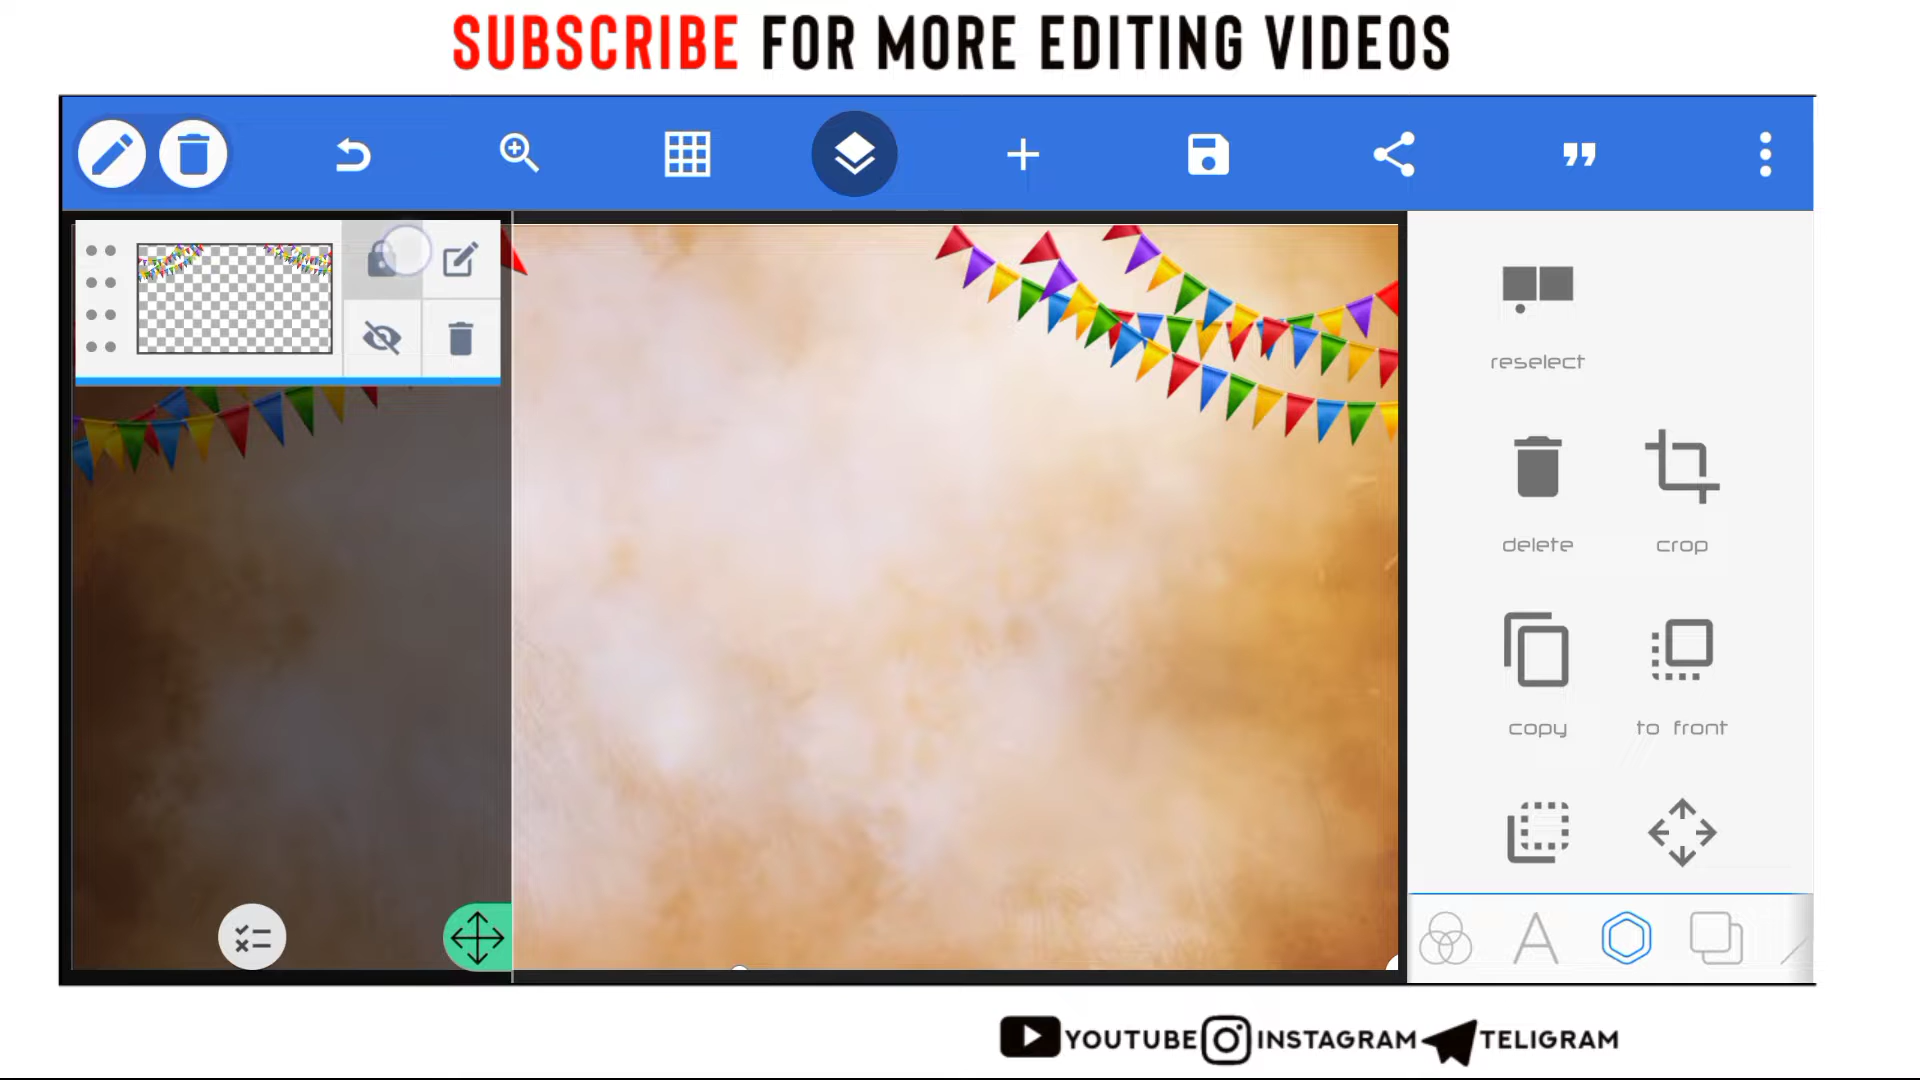 SUBSCRIBE FOR MORE EDITING VIDEOS
reselect
delete crop
copy to front
A
YOUTUBE INSTAGRAM TELIGRAM